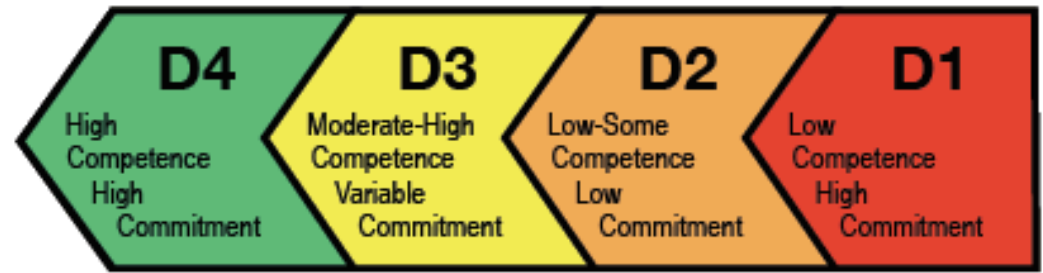 D4
High
Competence
High
Commitment
D3
Moderate-High
Competence
Variable
Commitment
D2
Low-Some
Competence
Low
Commitment
D1
Low
Competence
High
Commitment